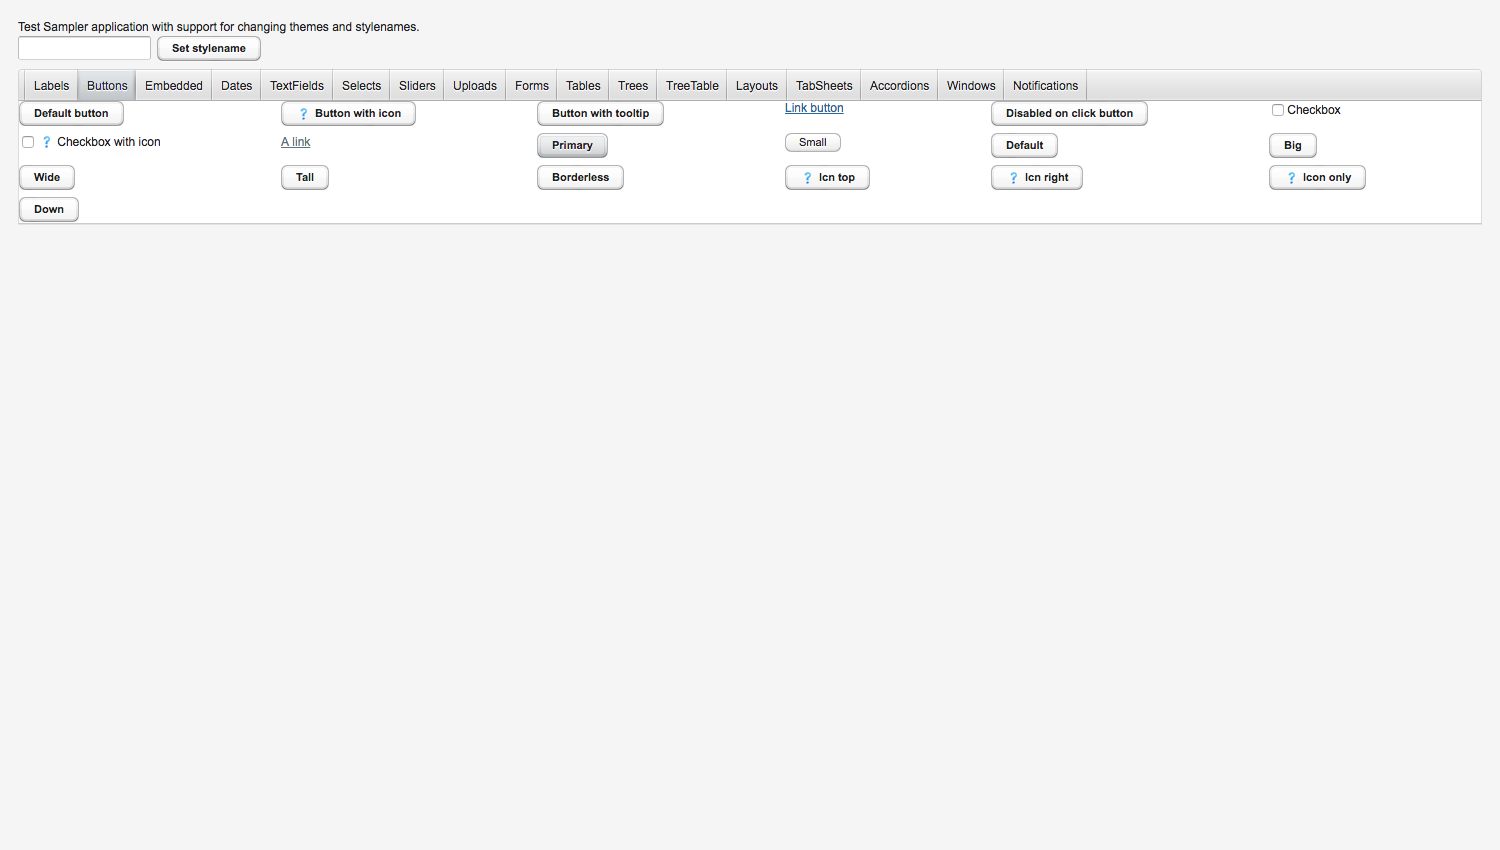 Test Sampler application with support for changing themes and stylenames.
Set stylename
Labels Buttons Embedded Dates TextFields Selects Sliders Uploads Forms Tables Trees TreeTable Layouts TabSheets Accordions Windows Notifications
Default button ? Button with icon Button with tooltip Link button Disabled on click button Checkbox
? Checkbox with icon A link Primary Small Default Big
Wide Tall Borderless ? Icn top ? Icn right ? Icon only
Down